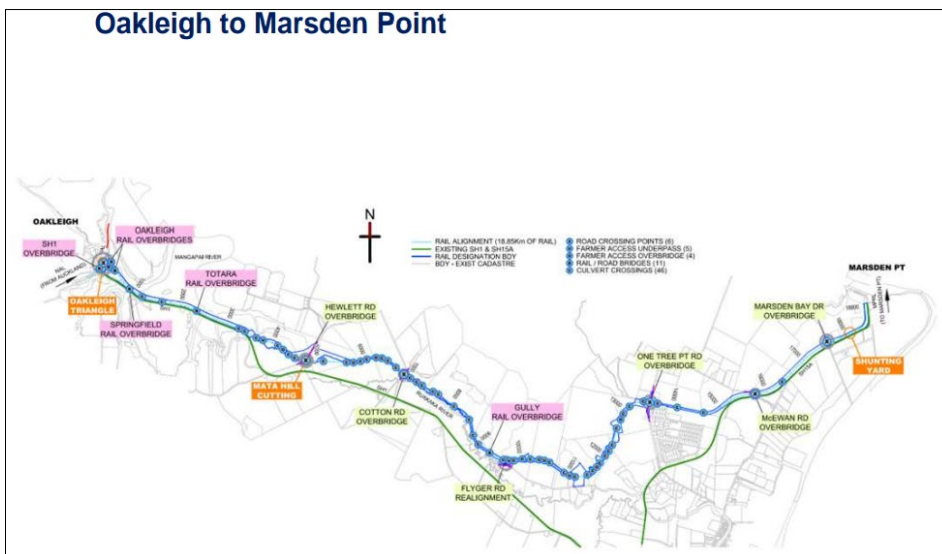 Oakleigh to Marsden Point
N
OAKLEIGH
SH1
OVERBRIDGE
OAKLEIGH
RAIL OVERBRIDGES
NAL
(FROM AUCKLAND)
MANGAPAI RIVER
TOTARA
RAIL OVERBRIDGE
OAKLEIGH
TRIANGLE
SPRINGFIELD
RAIL OVERBRIDGE
HEWLETT RD
OVERBRIDGE
MATA HILL
CUTTING
COTTON RD
OVERBRIDGE
RUAKAKA RIVER
GULLY
RAIL OVERBRIDGE
FLYGER RD
REALIGNMENT
RAIL ALIGNMENT (18.85Km OF RAIL)
EXISTING SH1 & SH15A
RAIL DESIGNATION BDY
BDY - EXIST CADASTRE
ROAD CROSSING POINTS (6)
FARMER ACCESS UNDERPASS (5)
FARMER ACCESS OVERBRIDGE (4)
RAIL / ROAD BRIDGES (11)
CULVERT CROSSINGS (46)
MARSDEN PT
MARSDEN BAY DR
OVERBRIDGE
ONE TREE PT RD
OVERBRIDGE
SHUNTING
YARD
SH15A
McEWAN RD
OVERBRIDGE